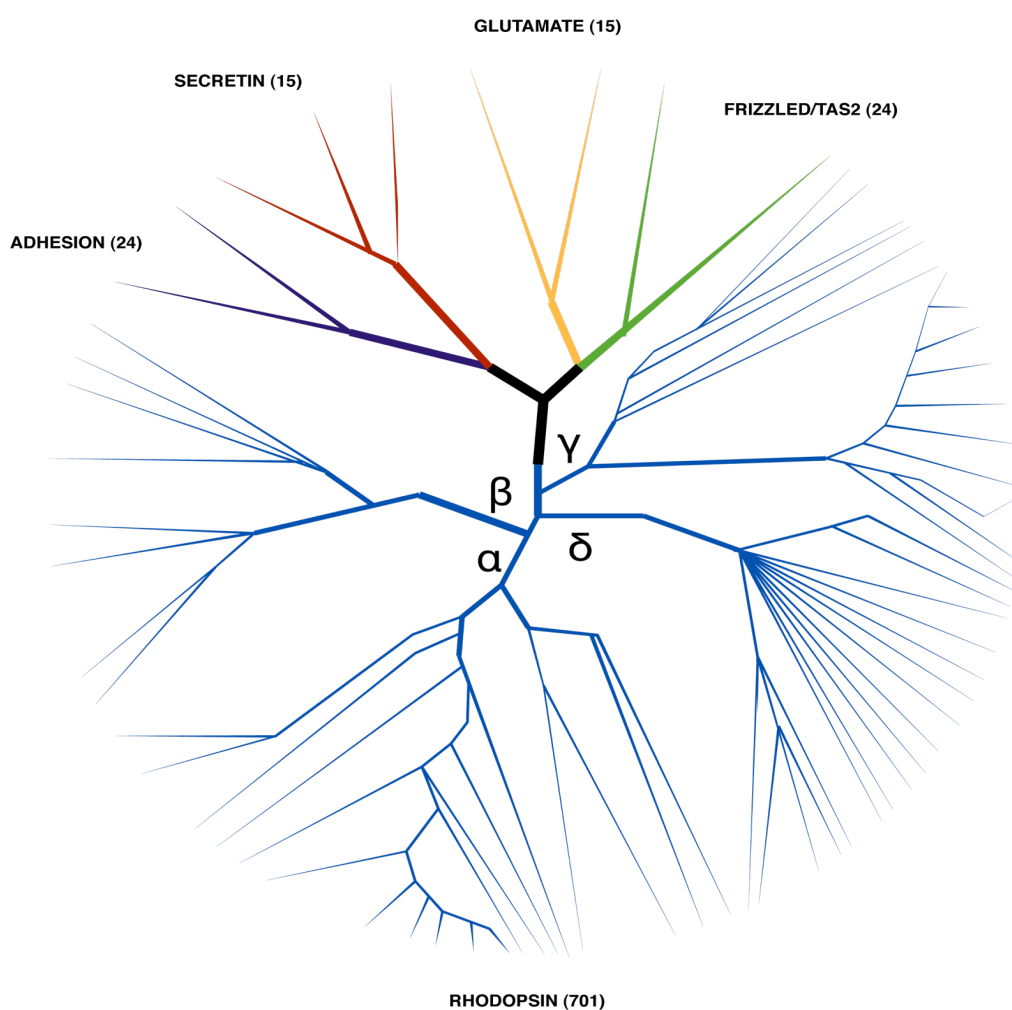 GLUTAMATE (15)
SECRETIN (15)
FRIZZLED/TAS2 (24)
ADHESION (24)
γ
β
α
δ
RHODOPSIN (701)